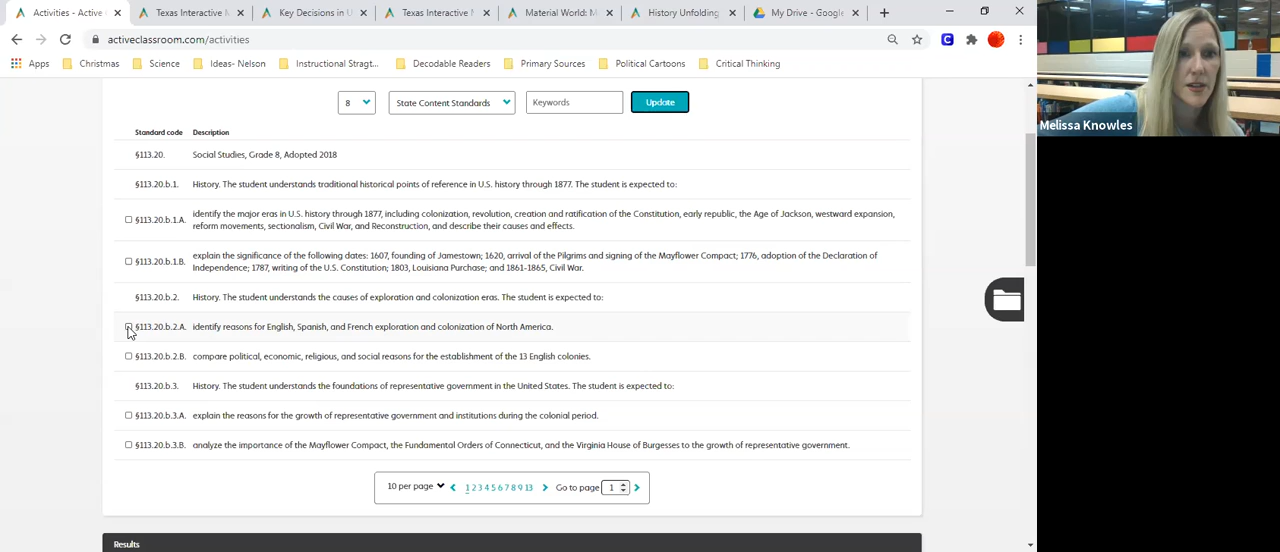 Activities - Active
Texas Interactive M
Key Decisions in U
Texas Interactive M
Material World: M
History Unfolding
My Drive - Google
activeclassroom.com/activities
Apps
Christmas
Science
Ideas- Nelson
Instructional Stragt...
Decodable Readers
Primary Sources
Political Cartoons
Critical Thinking
8
State Content Standards
Keywords
Update
Standard code Description
§113.20. Social Studies, Grade 8, Adopted 2018
§113.20.b.1. History. The student understands traditional historical points of reference in U.S. history through 1877. The student is expected to:
§113.20.b.1.A. identify the major eras in U.S. history through 1877, including colonization, revolution, creation and ratification of the Constitution, early republic, the Age of Jackson, westward expansion,
reform movements, sectionalism, Civil War, and Reconstruction, and describe their causes and effects.
§113.20.b.1.B. explain the significance of the following dates: 1607, founding of Jamestown; 1620, arrival of the Pilgrims and signing of the Mayflower Compact; 1776, adoption of the Declaration of
Independence; 1787, writing of the U.S. Constitution; 1803, Louisiana Purchase; and 1861-1865, Civil War.
§113.20.b.2. History. The student understands the causes of exploration and colonization eras. The student is expected to:
§113.20.b.2.A. identify reasons for English, Spanish, and French exploration and colonization of North America.
§113.20.b.2.B. compare political, economic, religious, and social reasons for the establishment of the 13 English colonies.
§113.20.b.3. History. The student understands the foundations of representative government in the United States. The student is expected to:
§113.20.b.3.A. explain the reasons for the growth of representative government and institutions during the colonial period.
§113.20.b.3.B. analyze the importance of the Mayflower Compact, the Fundamental Orders of Connecticut, and the Virginia House of Burgesses to the growth of representative government.
10 per page 1 2 3 4 5 6 7 8 9 13 Go to page 1
Results
Melissa Knowles